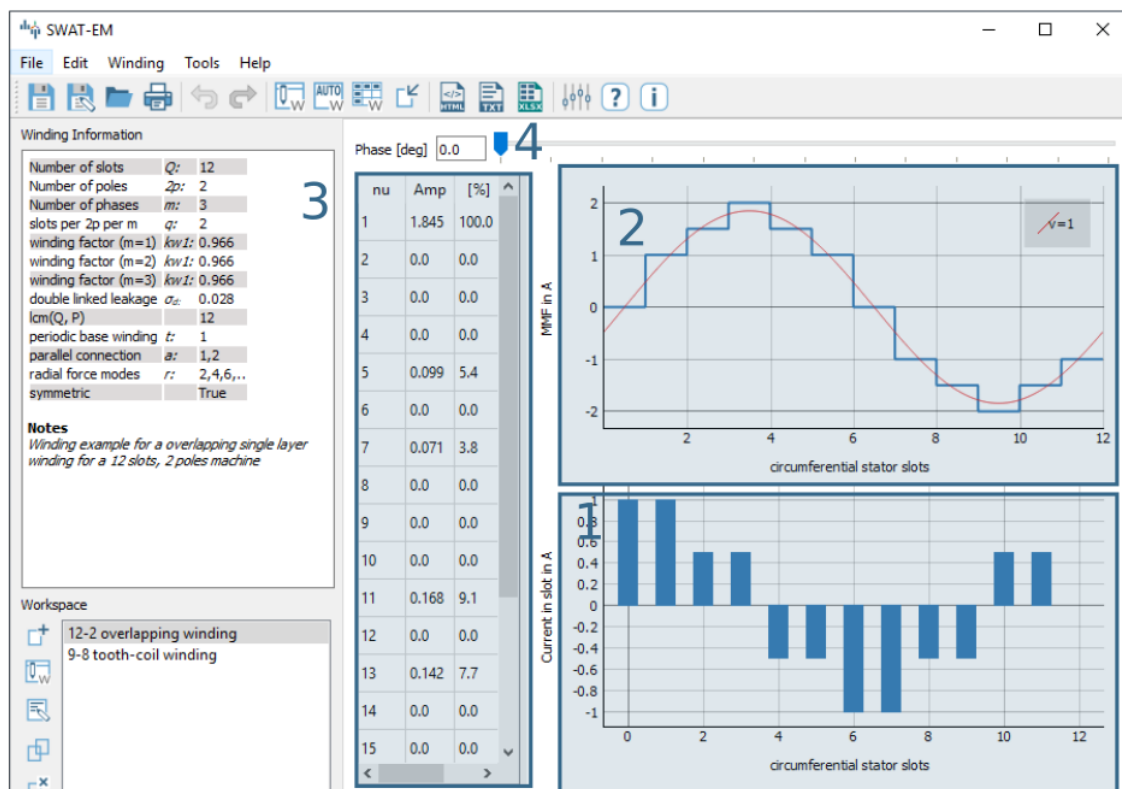 SWAT-EM
File Edit Winding Tools Help
W AUTO W W HTML TXT XLSX ? i
Winding Information
Number of slots Q: 12
Number of poles 2p: 2
Number of phases m: 3
slots per 2p per m q: 2
winding factor (m=1) kw1: 0.966
winding factor (m=2) kw1: 0.966
winding factor (m=3) kw1: 0.966
double linked leakage σd: 0.028
lcm(Q, P) 12
periodic base winding t: 1
parallel connection a: 1,2
radial force modes r: 2,4,6,..
symmetric True
Notes
Winding example for a overlapping single layer
winding for a 12 slots, 2 poles machine
3
Workspace
12-2 overlapping winding
9-8 tooth-coil winding
Phase [deg] 0.0
4
nu Amp [%]
1 1.845 100.0
2 0.0 0.0
3 0.0 0.0
4 0.0 0.0
5 0.099 5.4
6 0.0 0.0
7 0.071 3.8
8 0.0 0.0
9 0.0 0.0
10 0.0 0.0
11 0.168 9.1
12 0.0 0.0
13 0.142 7.7
14 0.0 0.0
15 0.0 0.0
2
ν=1
MMF in A
2
1
0
-1
-2
2 4 6 8 10 12
circumferential stator slots
1
Current in slot in A
1
0.8
0.6
0.4
0.2
0
-0.2
-0.4
-0.6
-0.8
-1
0 2 4 6 8 10 12
circumferential stator slots